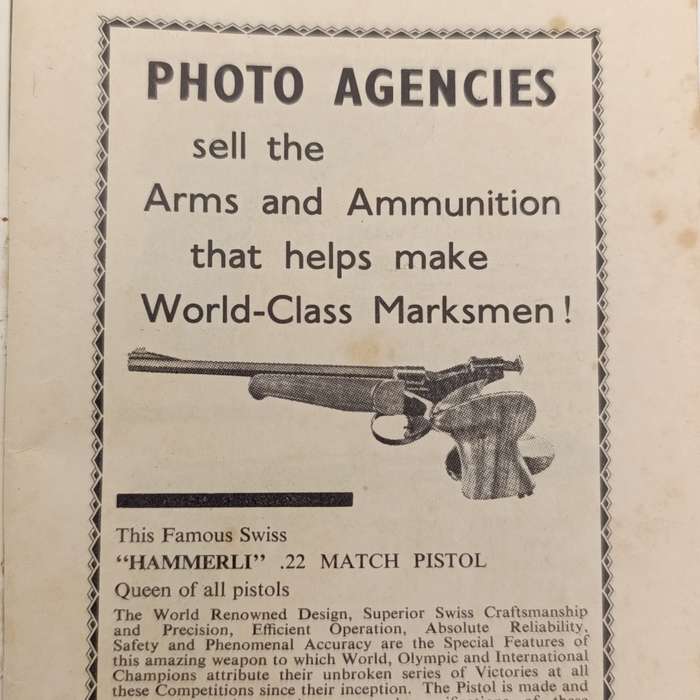 PHOTO AGENCIES
sell the
Arms and Ammunition
that helps make
World-Class Marksmen!
This Famous Swiss
“HAMMERLI” .22 MATCH PISTOL
Queen of all pistols
The World Renowned Design, Superior Swiss Craftsmanship
and Precision, Efficient Operation, Absolute Reliability,
Safety and Phenomenal Accuracy are the Special Features of
this amazing weapon to which World, Olympic and International
Champions attribute their unbroken series of Victories at all
these Competitions since their inception. The Pistol is made and